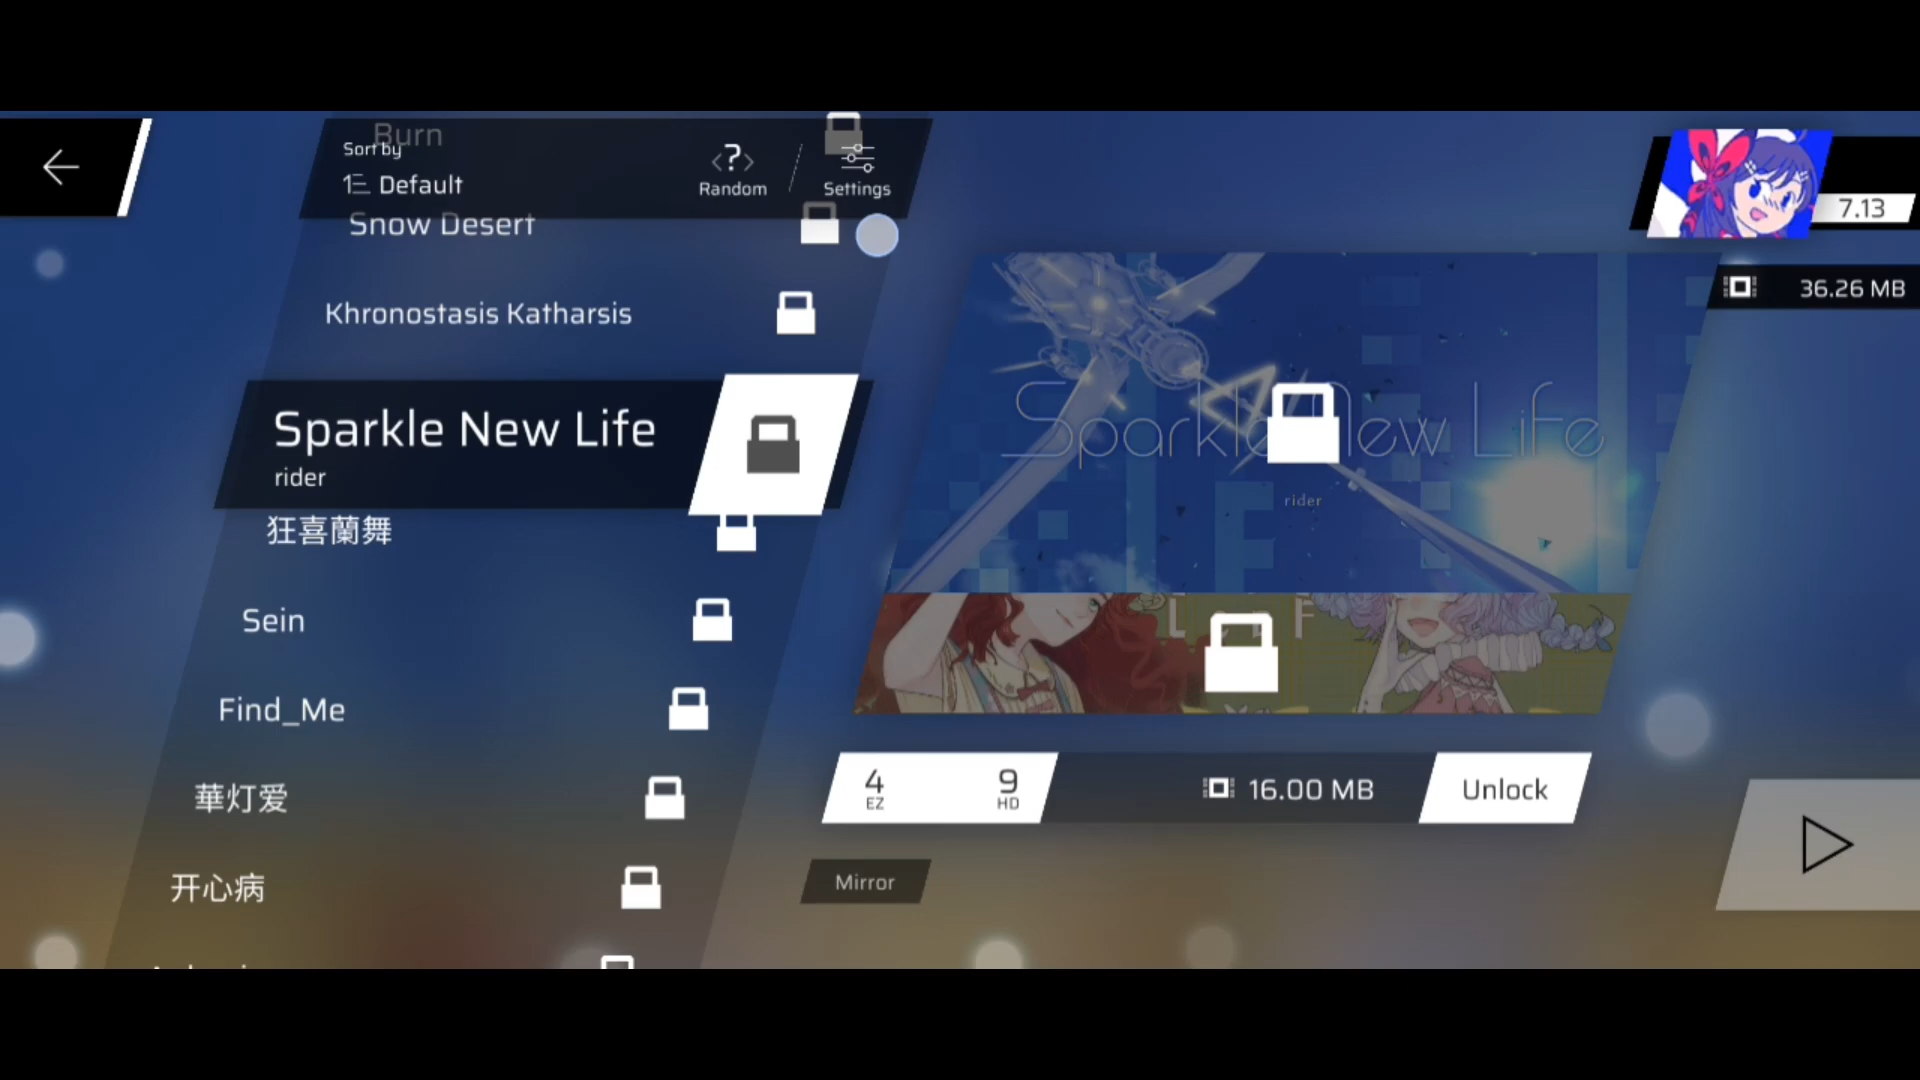 Burn
Sort by
Default
Random
Settings
7.13
Snow Desert
36.26 MB
Khronostasis Katharsis
Sparkle New Life
rider
Sparkle New Life
rider
狂喜蘭舞
Sein
Find_Me
華灯爱
开心病
4
EZ
9
HD
16.00 MB
Unlock
Mirror